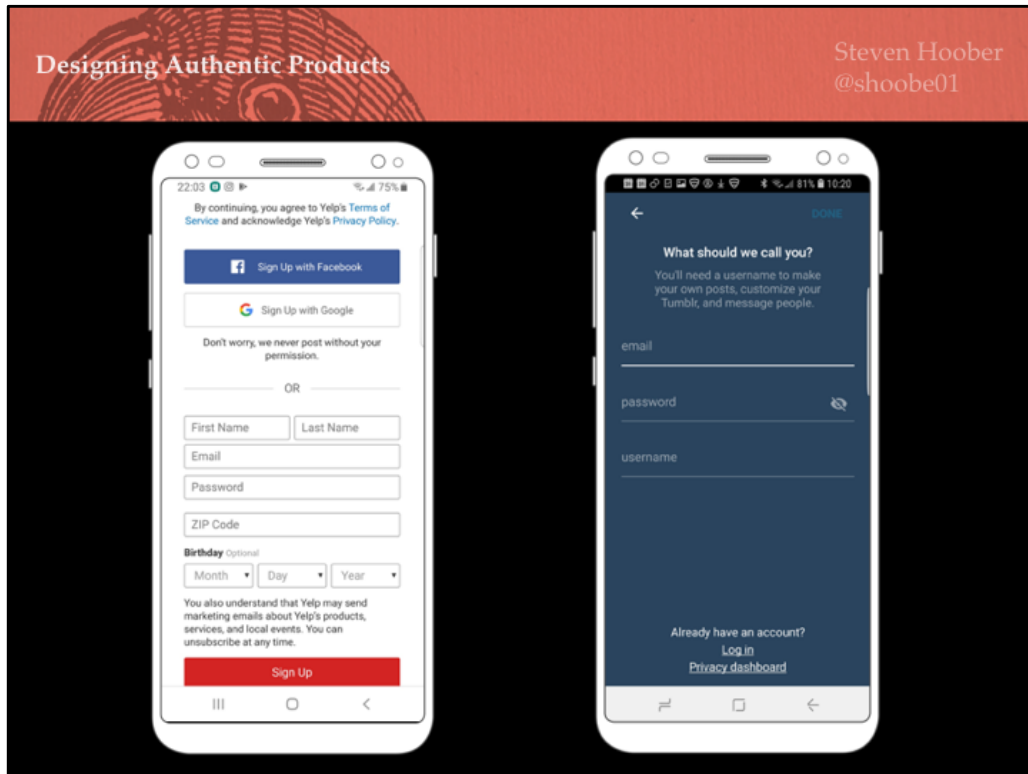 Designing Authentic Products
Steven Hoober
@shoobe01
22:03
75%
By continuing, you agree to Yelp's Terms of
Service and acknowledge Yelp's Privacy Policy.
Sign Up with Facebook
Sign Up with Google
Don't worry, we never post without your
permission.
OR
First Name
Last Name
Email
Password
ZIP Code
Birthday Optional
Month
Day
Year
You also understand that Yelp may send
marketing emails about Yelp's products,
services, and local events. You can
unsubscribe at any time.
Sign Up
81% 10:20
DONE
What should we call you?
You'll need a username to make
your own posts, customize your
Tumblr, and message people.
email
password
username
Already have an account?
Log in
Privacy dashboard